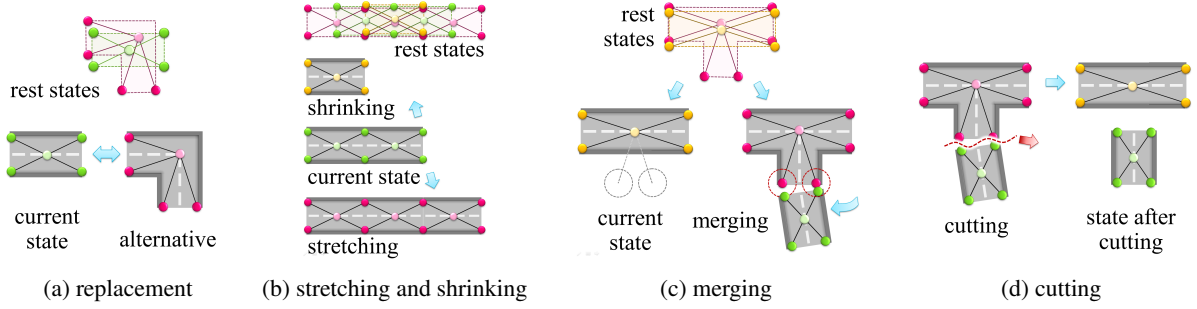 rest states
current
state
alternative
(a) replacement
rest states
shrinking
current state
stretching
(b) stretching and shrinking
rest
states
current
state
merging
(c) merging
cutting
state after
cutting
(d) cutting